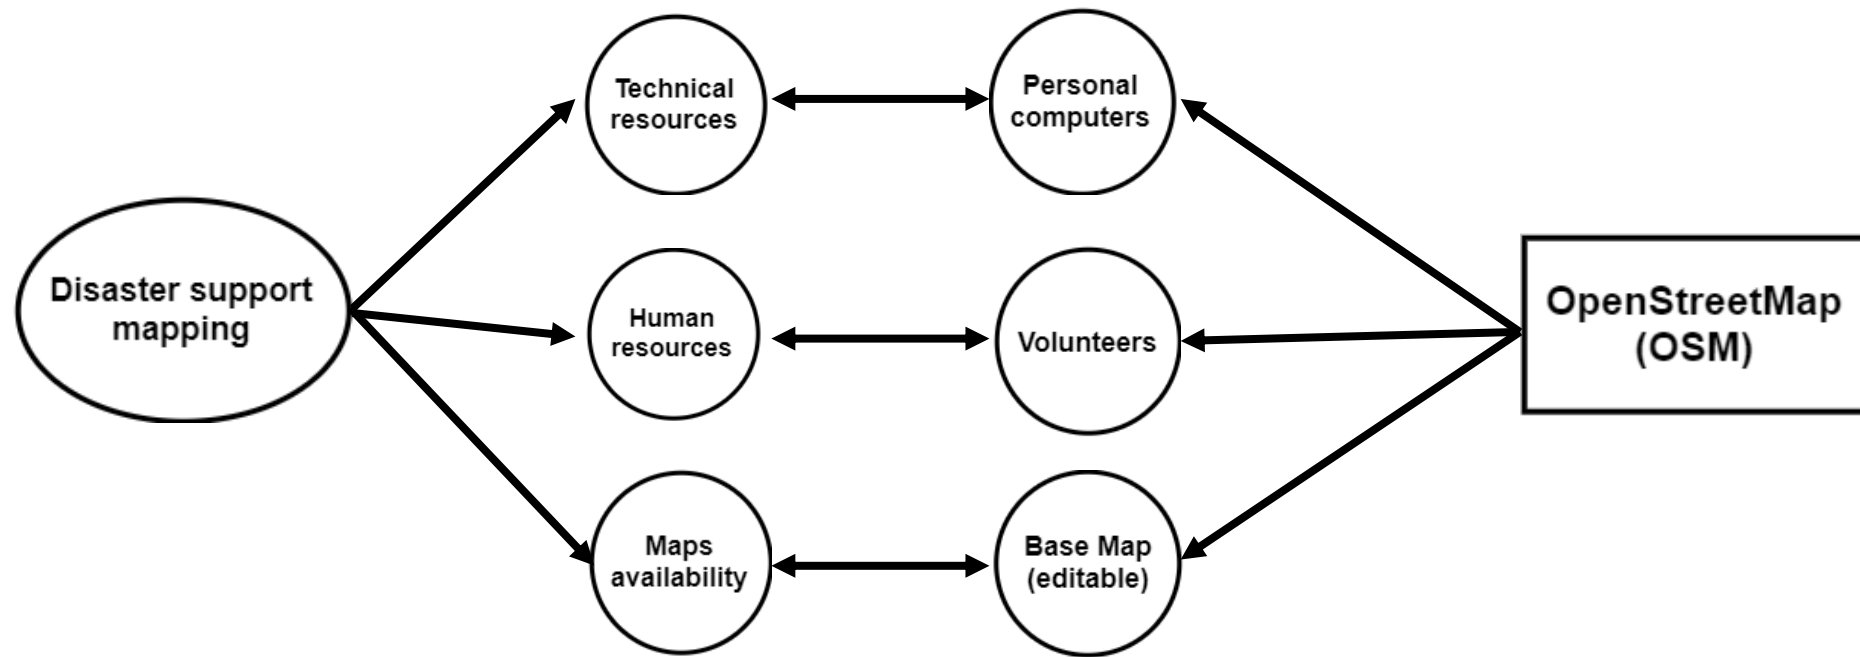 Technical
resources
Personal
computers
Disaster support
mapping
Human
resources
Volunteers
OpenStreetMap
(OSM)
Maps
availability
Base Map
(editable)